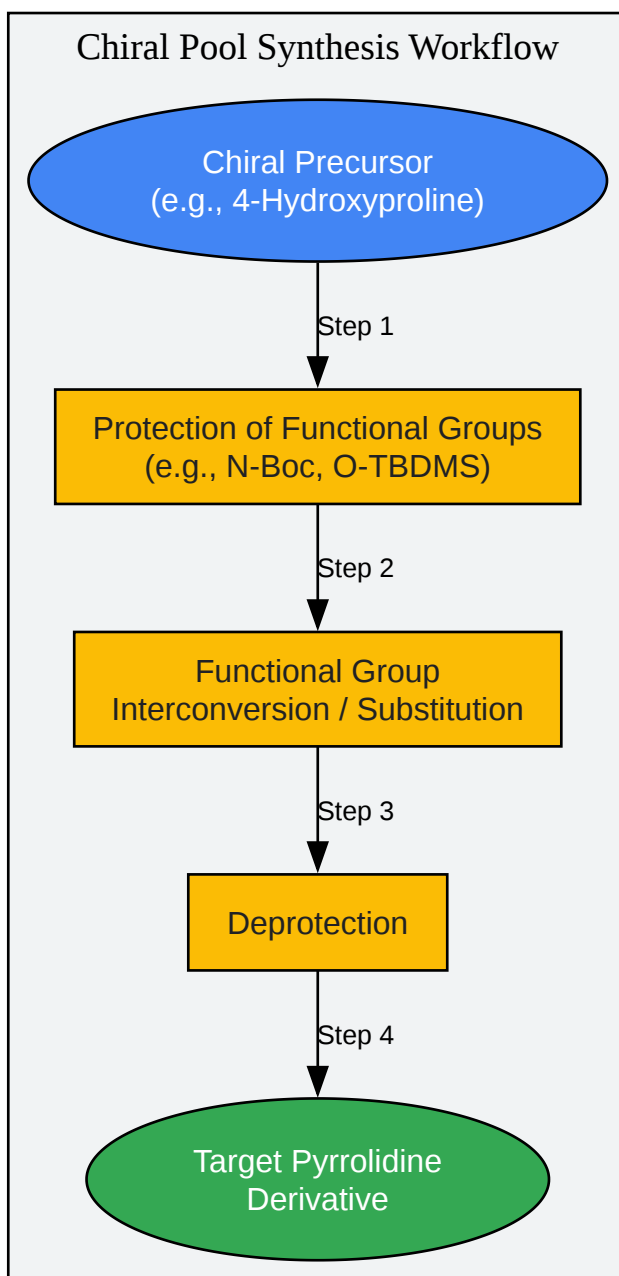 Chiral Pool Synthesis Workflow
Chiral Precursor
(e.g., 4-Hydroxyproline)
Step 1
Protection of Functional Groups
(e.g., N-Boc, O-TBDMS)
Step 2
Functional Group
Interconversion / Substitution
Step 3
Deprotection
Step 4
Target Pyrrolidine
Derivative